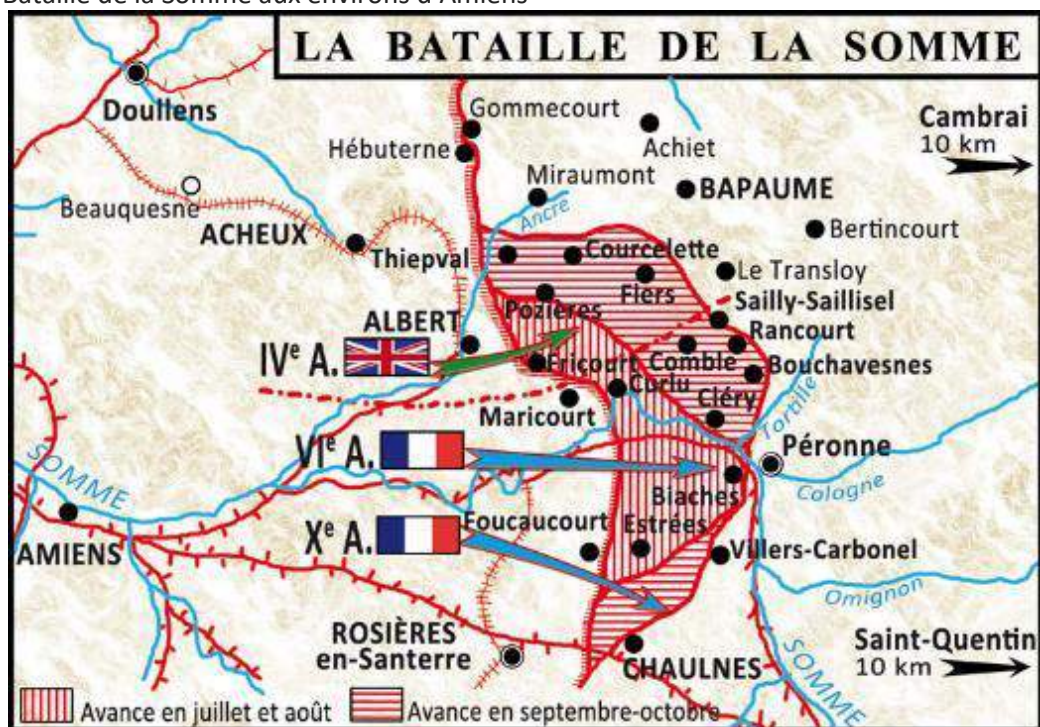 Bataille de la Somme aux environs d'Amiens
LA BATAILLE DE LA SOMME
Doullens
Gommecourt
Hébuterne
Achiet
Cambrai
10 km
Miraumont
BAPAUME
Beauquesne
Ancre
ACHEUX
Bertincourt
Thiepval
Courcelette
Le Transloy
Flers
Sailly-Saillisel
Pozières
ALBERT
Rancourt
IVe A.
Fricourt
Comble
Bouchavesnes
Curlu
Maricourt
Cléry
Tortille
VIe A.
Péronne
SOMME
Biaches
Cologne
Foucaucourt
Estrées
Xe A.
AMIENS
Villers-Carbonel
Omignon
ROSIÈRES
en-Santerre
CHAULNES
SOMME
Saint-Quentin
10 km
Avance en juillet et août
Avance en septembre-octobre